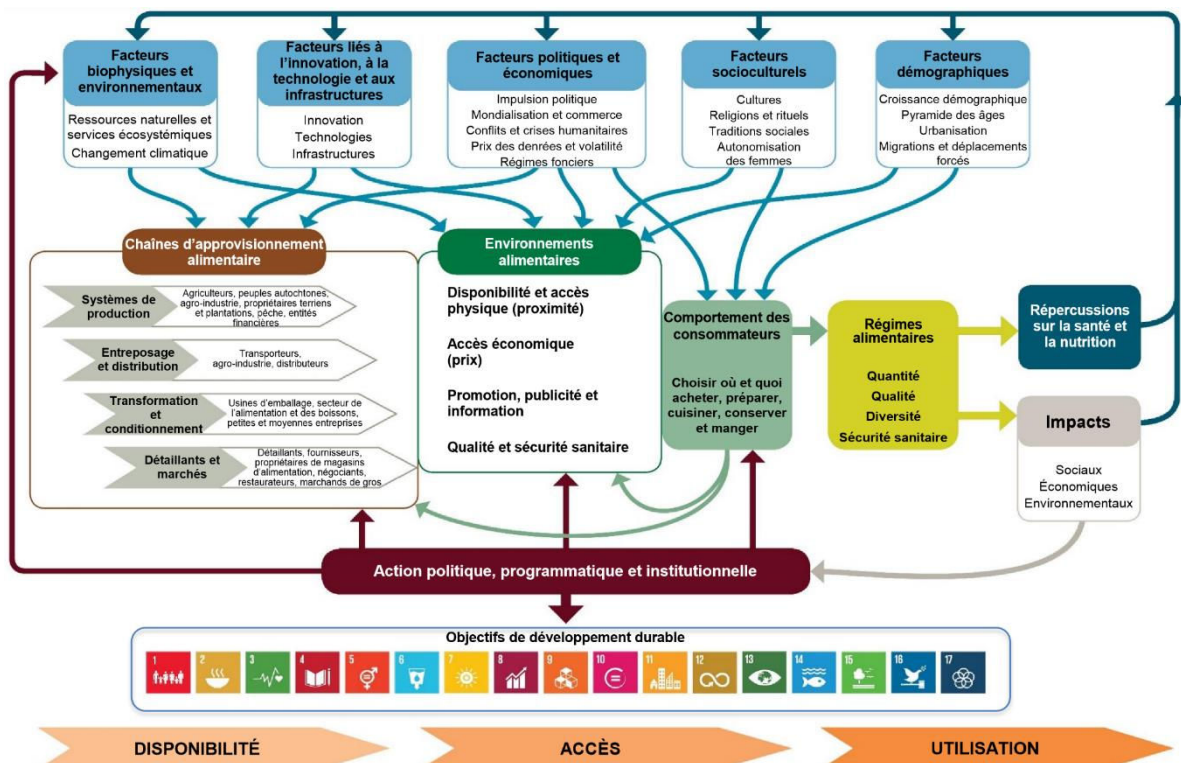 Facteurs
biophysiques et
environnementaux
Ressources naturelles et
services écosystémiques
Changement climatique
Facteurs liés à
l'innovation, à la
technologie et aux
infrastructures
Innovation
Technologies
Infrastructures
Facteurs politiques et
économiques
Impulsion politique
Mondialisation et commerce
Conflits et crises humanitaires
Prix des denrées et volatilité
Régimes fonciers
Facteurs
socioculturels
Cultures
Religions et rituels
Traditions sociales
Autonomisation
des femmes
Facteurs
démographiques
Croissance démographique
Pyramide des âges
Urbanisation
Migrations et déplacements
forcés
Chaînes d'approvisionnement
alimentaire
Systèmes de
production
Agriculteurs, peuples autochtones,
agro-industrie, propriétaires terriens
et plantations, pêche, entités
financières
Entreposage
et distribution
Transporteurs,
agro-industrie, distributeurs
Transformation et
conditionnement
Usines d'emballage, secteur de
l'alimentation et des boissons,
petites et moyennes entreprises
Détaillants et
marchés
Détaillants, fournisseurs,
propriétaires de magasins
d'alimentation, négociants,
restaurateurs, marchands de gros
Environnements
alimentaires
Disponibilité et accès
physique (proximité)
Accès économique
(prix)
Promotion, publicité et
information
Qualité et sécurité sanitaire
Comportement des
consommateurs
Choisir où et quoi
acheter, préparer,
cuisiner, conserver
et manger
Régimes
alimentaires
Quantité
Qualité
Diversité
Sécurité sanitaire
Répercussions
sur la santé et
la nutrition
Impacts
Sociaux
Économiques
Environnementaux
Action politique, programmatique et institutionnelle
Objectifs de développement durable
1 2 3 4 5 6 7 8 9 10 11 12 13 14 15 16 17
DISPONIBILITÉ
ACCÈS
UTILISATION